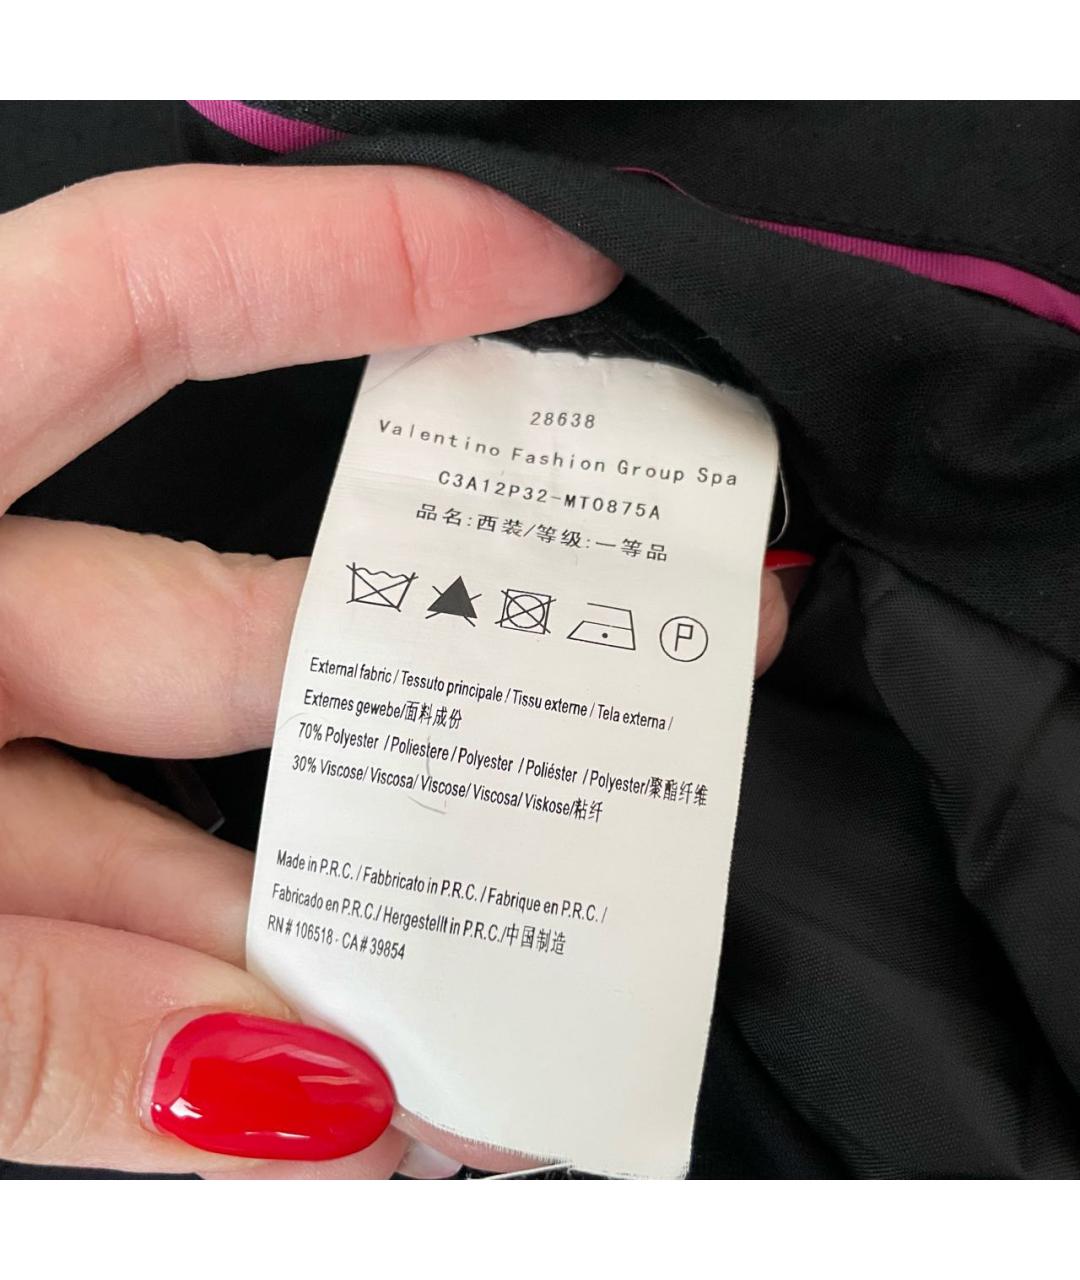 28638
Valentino Fashion Group Spa
C3A12P32-MT0875A
品名:西装/等级:一等品
P
External fabric / Tessuto principale / Tissu externe / Tela externa /
Externes gewebe/面料成份
70% Polyester / Poliestere / Polyester / Poliéster / Polyester/聚酯纤维
30% Viscose/ Viscosa/ Viscose/ Viscosa/ Viskose/粘纤
Made in P.R.C. / Fabbricato in P.R.C. / Fabrique en P.R.C. /
Fabricado en P.R.C./ Hergestellt in P.R.C./中国制造
RN# 106518 - CA# 39854